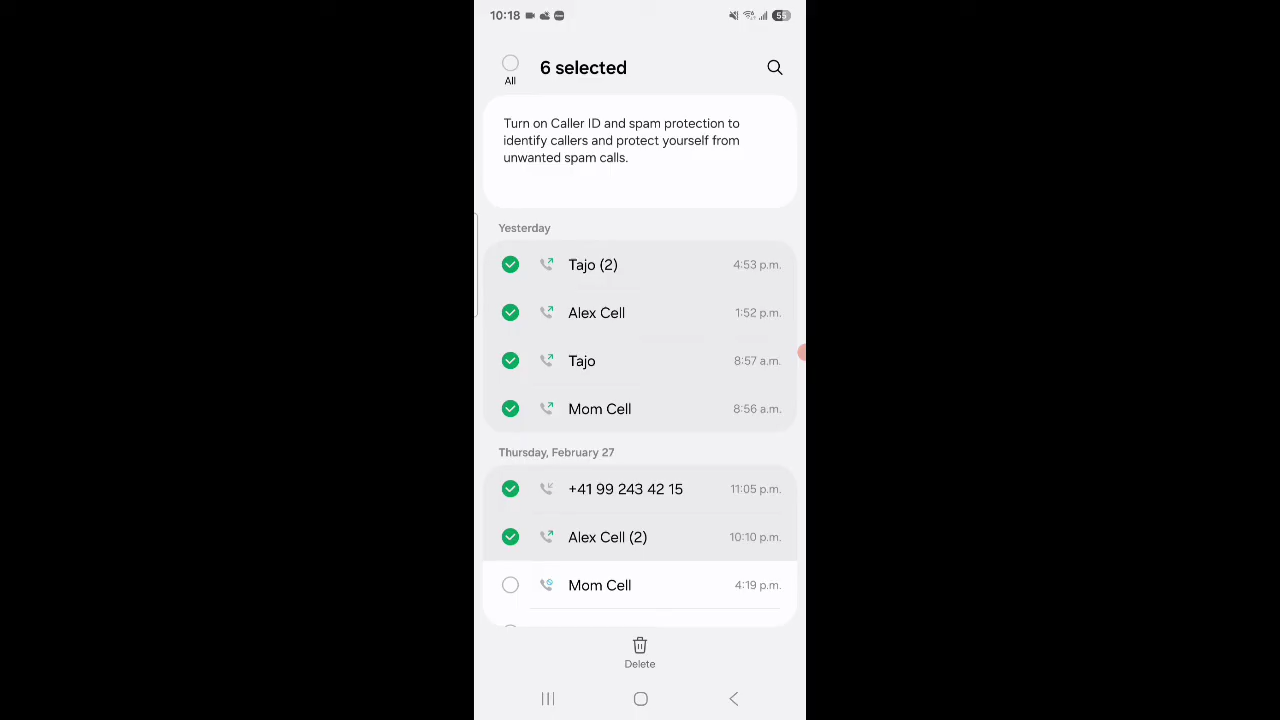 10:18
55
All
6 selected
Turn on Caller ID and spam protection to
identify callers and protect yourself from
unwanted spam calls.
Yesterday
Tajo (2) 4:53 p.m.
Alex Cell 1:52 p.m.
Tajo 8:57 a.m.
Mom Cell 8:56 a.m.
Thursday, February 27
+41 99 243 42 15 11:05 p.m.
Alex Cell (2) 10:10 p.m.
Mom Cell 4:19 p.m.
Delete